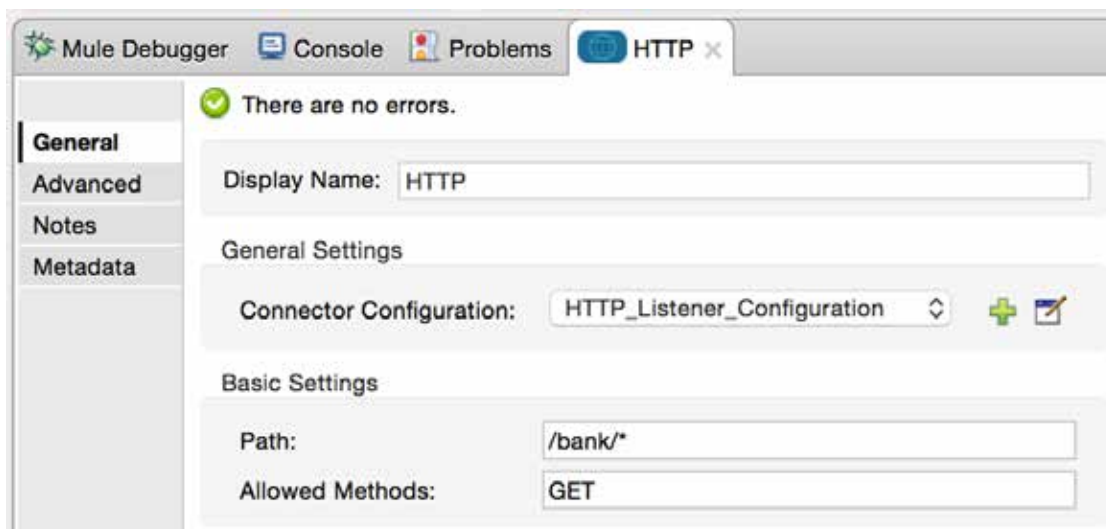 Mule Debugger Console Problems HTTP
There are no errors.
General
Advanced
Notes
Metadata
Display Name: HTTP
General Settings
Connector Configuration: HTTP_Listener_Configuration
Basic Settings
Path: /bank/*
Allowed Methods: GET